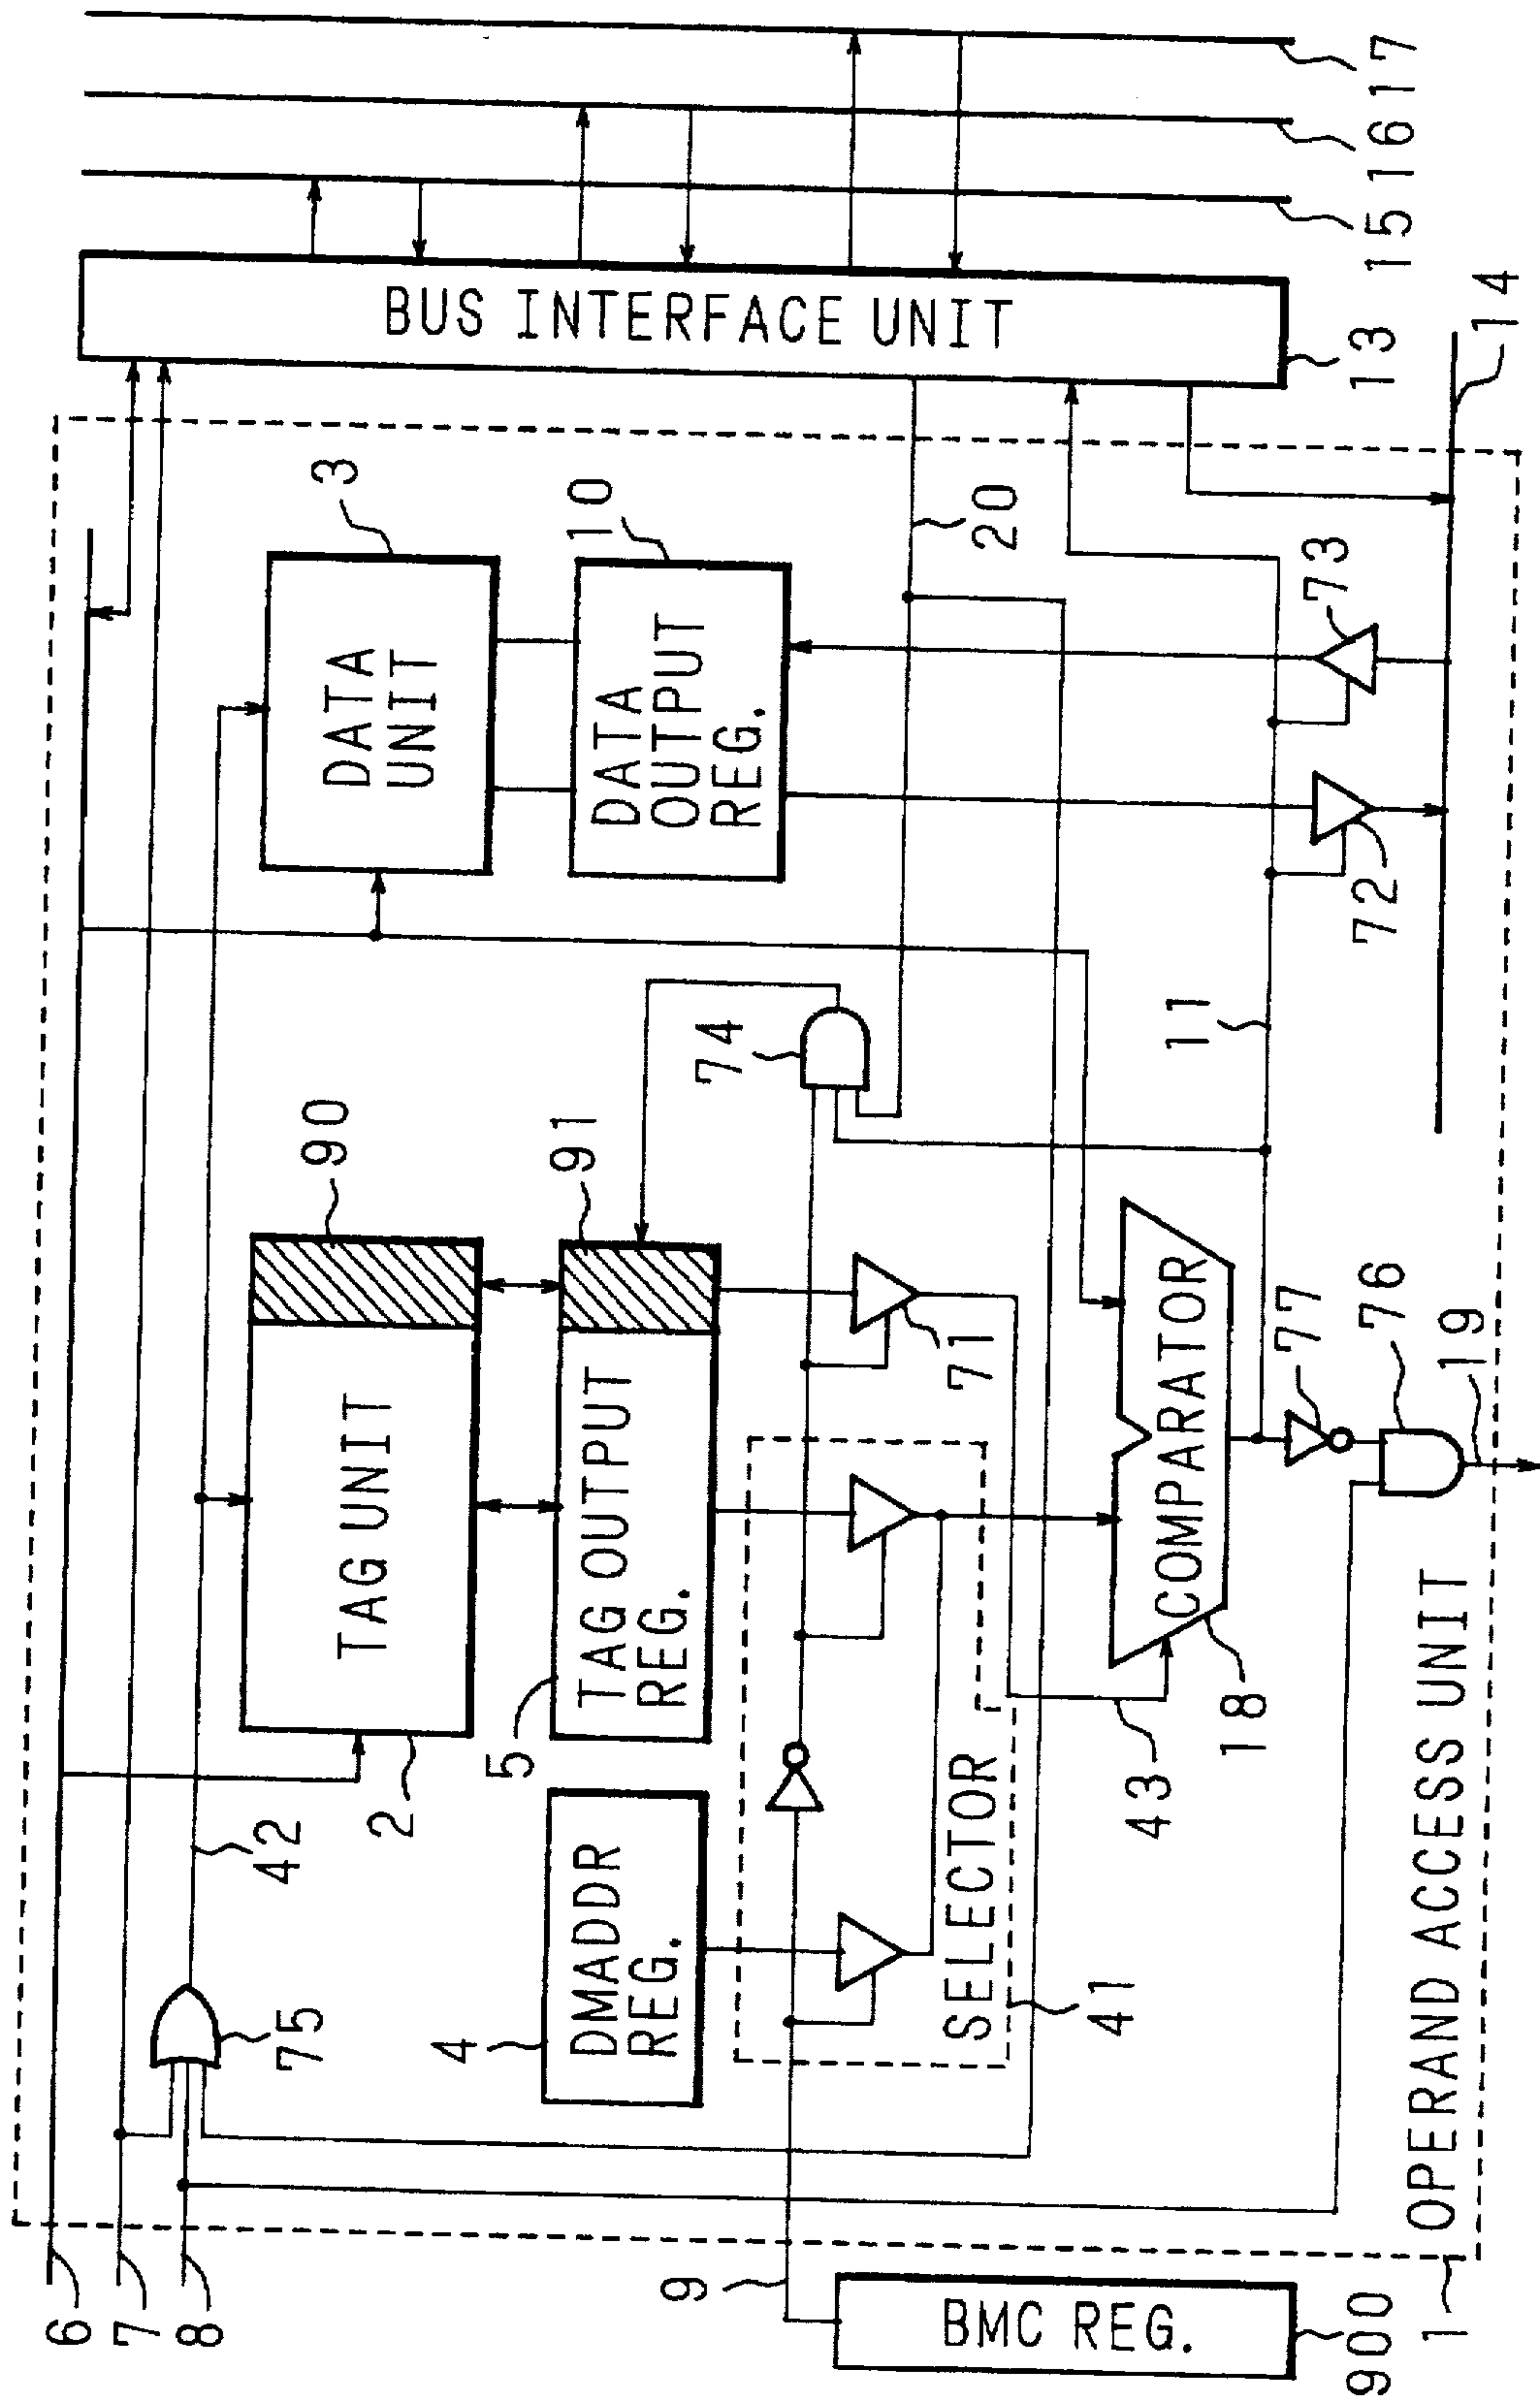 6
7
8
42
75
TAG UNIT
90
2
DATA
UNIT
3
BUS INTERFACE UNIT
13
15
16
17
TAG OUTPUT
REG.
5
91
DATA
OUTPUT
REG.
10
DMADDR
REG.
4
74
20
9
SELECTOR
41
71
43
COMPARATOR
18
11
72
73
14
77
76
19
BMC REG.
900
1
OPERAND ACCESS UNIT